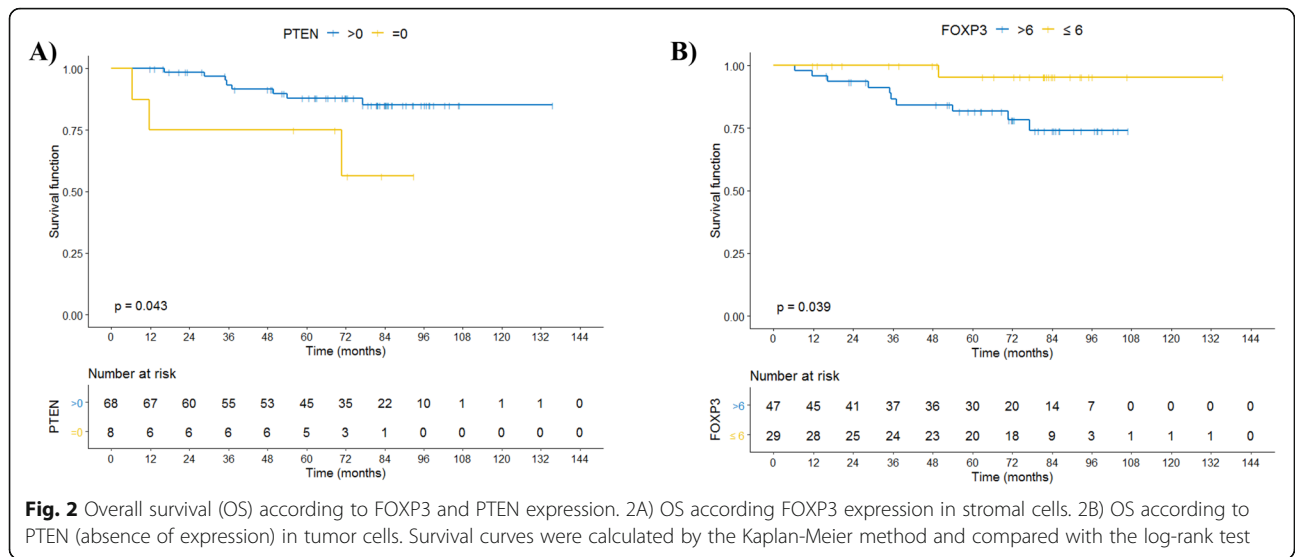 A)
PTEN >0 =0
1.00
0.75
0.50
0.25
0.00
Survival function
p = 0.043
0 12 24 36 48 60 72 84 96 108 120 132 144
Time (months)
Number at risk
PTEN
>0 68 67 60 55 53 45 35 22 10 1 1 1 0
=0 8 6 6 6 6 5 3 1 0 0 0 0 0
0 12 24 36 48 60 72 84 96 108 120 132 144
Time (months)
B)
FOXP3 >6 ≤ 6
1.00
0.75
0.50
0.25
0.00
Survival function
p = 0.039
0 12 24 36 48 60 72 84 96 108 120 132 144
Time (months)
Number at risk
FOXP3
>6 47 45 41 37 36 30 20 14 7 0 0 0 0
≤ 6 29 28 25 24 23 20 18 9 3 1 1 1 0
0 12 24 36 48 60 72 84 96 108 120 132 144
Time (months)
Fig. 2 Overall survival (OS) according to FOXP3 and PTEN expression. 2A) OS according FOXP3 expression in stromal cells. 2B) OS according to
PTEN (absence of expression) in tumor cells. Survival curves were calculated by the Kaplan-Meier method and compared with the log-rank test